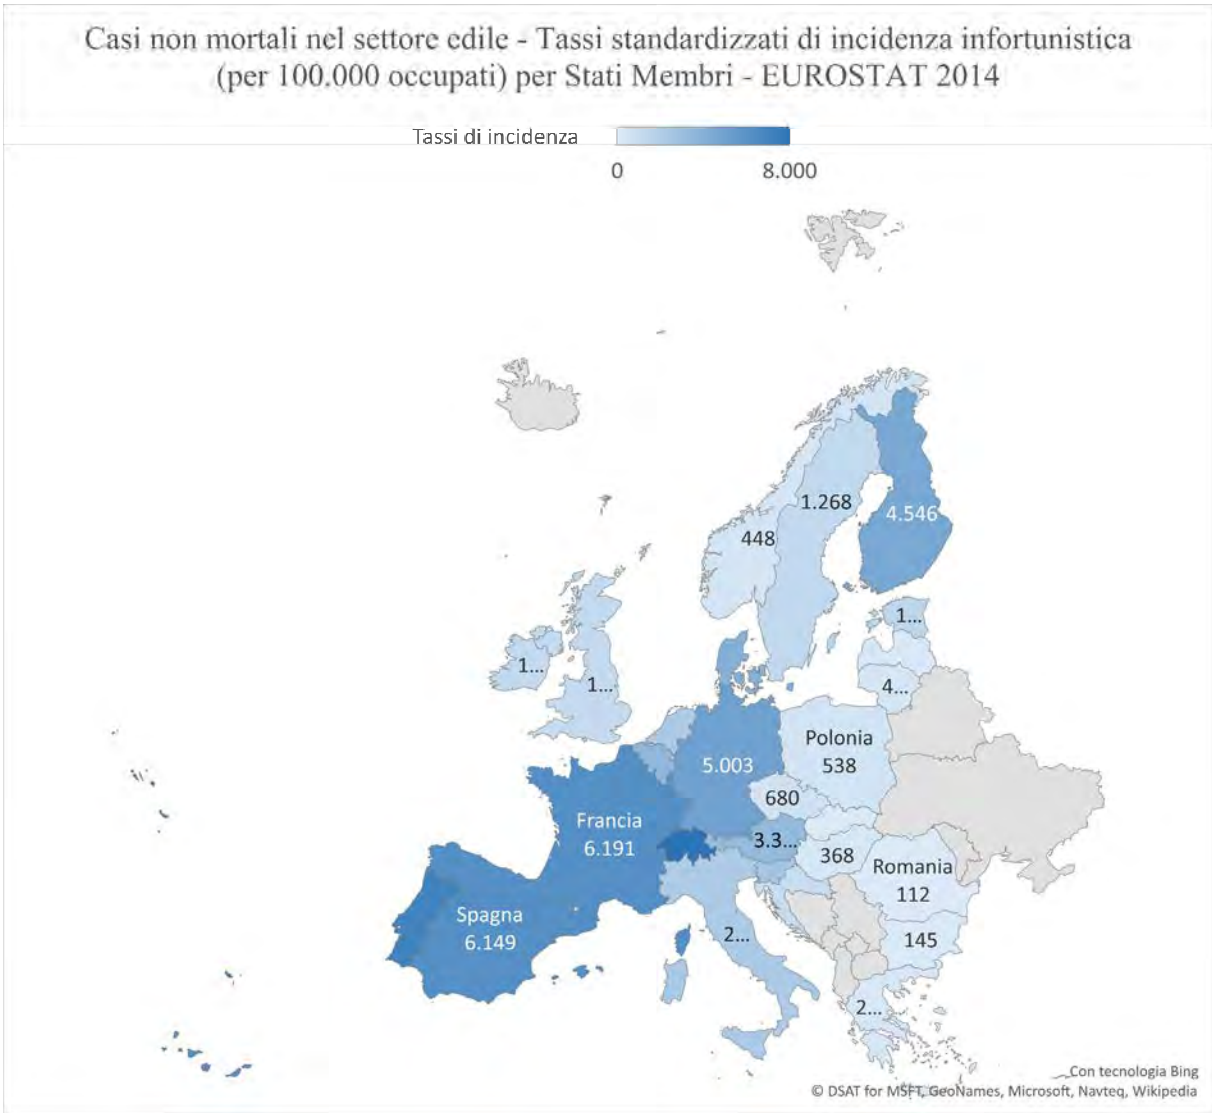 Casi non mortali nel settore edile - Tassi standardizzati di incidenza infortunistica
(per 100.000 occupati) per Stati Membri - EUROSTAT 2014
Tassi di incidenza
0 8.000
1.268
4.546
448
1...
1...
1...
4...
Polonia
538
5.003
680
Francia
6.191
3.3...
368
Romania
112
Spagna
6.149
2...
145
2...
Con tecnologia Bing
© DSAT for MSFT, GeoNames, Microsoft, Navteq, Wikipedia